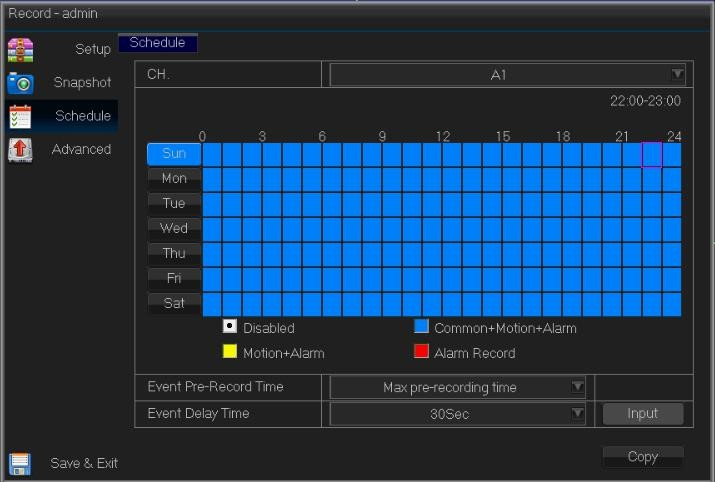 Record - admin
Setup
Schedule
Snapshot
CH.
A1
Schedule
22:00-23:00
Advanced
0 3 6 9 12 15 18 21 24
Sun
Mon
Tue
Wed
Thu
Fri
Sat
Disabled
Common+Motion+Alarm
Motion+Alarm
Alarm Record
Event Pre-Record Time
Max pre-recording time
Event Delay Time
30Sec
Input
Copy
Save & Exit